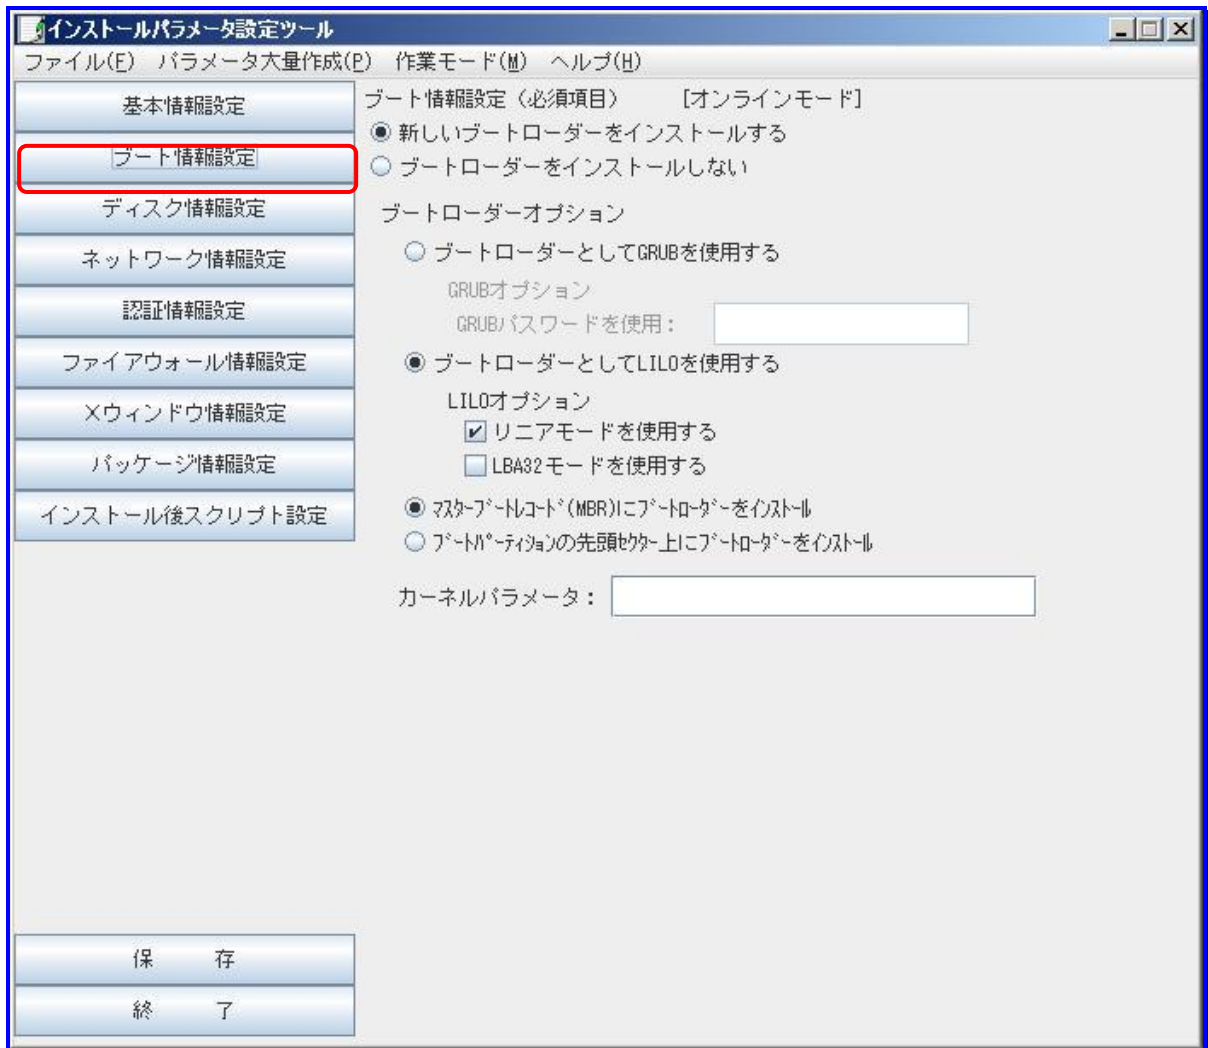 インストールパラメータ設定ツール
ファイル(F) パラメータ大量作成(P) 作業モード(M) ヘルプ(H)
基本情報設定
ブート情報設定
ディスク情報設定
ネットワーク情報設定
認証情報設定
ファイアウォール情報設定
Xウィンドウ情報設定
パッケージ情報設定
インストール後スクリプト設定
保 存
終 了
ブート情報設定（必須項目） [オンラインモード]
新しいブートローダーをインストールする
ブートローダーをインストールしない
ブートローダーオプション
ブートローダーとしてGRUBを使用する
GRUBオプション
GRUBパスワードを使用：
ブートローダーとしてLILOを使用する
LILOオプション
リニアモードを使用する
LBA32モードを使用する
ﾏｽﾀｰﾌﾞｰﾄﾚｺｰﾄﾞ(MBR)にﾌﾞｰﾄﾛｰﾀﾞｰをｲﾝｽﾄｰﾙ
ﾌﾞｰﾄﾊﾟｰﾃｨｼｮﾝの先頭ｾｸﾀｰ上にﾌﾞｰﾄﾛｰﾀﾞｰをｲﾝｽﾄｰﾙ
カーネルパラメータ：